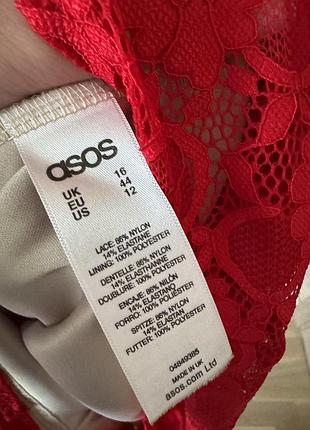 asos
UK 16
EU 44
US 12
LACE: 86% NYLON
14% ELASTANE
LINING: 100% POLYESTER
DENTELLE: 86% NYLON
14% ELASTHANNE
DOUBLURE: 100% POLYESTER
ENCAJE: 86% NILÓN
14% ELASTANO
FORRO: 100% POLIÉSTER
SPITZE: 86% NYLON
14% ELASTAN
FUTTER: 100% POLYESTER
04849385
MADE IN UK
asos.com Ltd